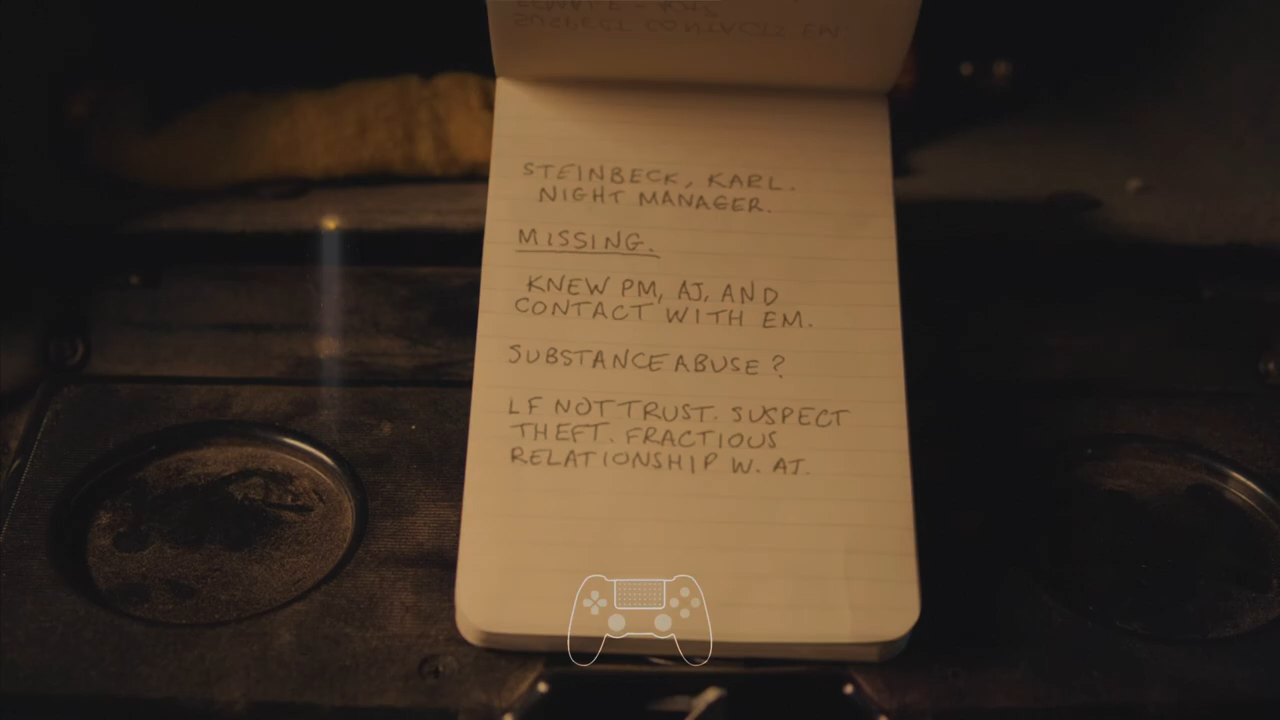 STEINBECK, KARL.
NIGHT MANAGER.
MISSING.
KNEW PM, AJ, AND
CONTACT WITH EM.
SUBSTANCE ABUSE?
LF NOT TRUST. SUSPECT
THEFT. FRACTIOUS
RELATIONSHIP W. AJ.